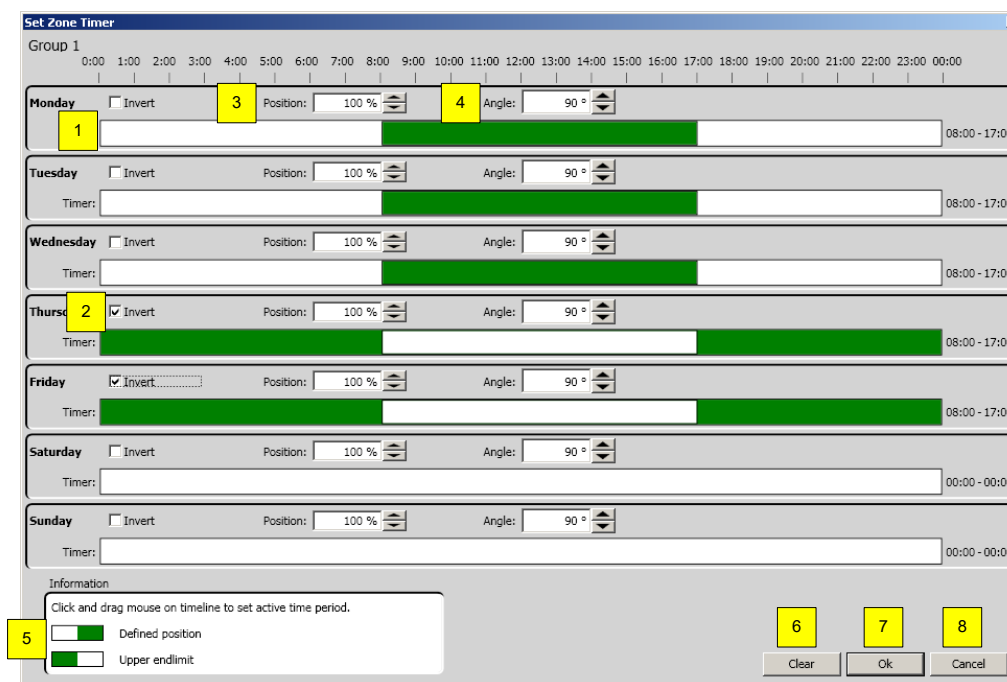 Set Zone Timer
Group 1
0:00 1:00 2:00 3:00 4:00 5:00 6:00 7:00 8:00 9:00 10:00 11:00 12:00 13:00 14:00 15:00 16:00 17:00 18:00 19:00 20:00 21:00 22:00 23:00 00:00
Monday Invert 3 Position: 100 % 4 Angle: 90 °
1 08:00 - 17:0
Tuesday Invert Position: 100 % Angle: 90 °
Timer: 08:00 - 17:0
Wednesday Invert Position: 100 % Angle: 90 °
Timer: 08:00 - 17:0
Thursd 2 Invert Position: 100 % Angle: 90 °
Timer: 08:00 - 17:0
Friday Invert Position: 100 % Angle: 90 °
Timer: 08:00 - 17:0
Saturday Invert Position: 100 % Angle: 90 °
Timer: 00:00 - 00:0
Sunday Invert Position: 100 % Angle: 90 °
Timer: 00:00 - 00:0
Information
Click and drag mouse on timeline to set active time period.
5 Defined position
Upper endlimit
6 7 8
Clear Ok Cancel